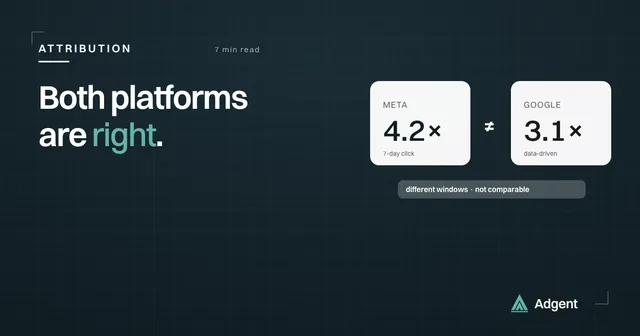 ATTRIBUTION
7 min read
Both platforms
are right.
META
4.2×
7-day click
≠
GOOGLE
3.1×
data-driven
different windows · not comparable
Adgent